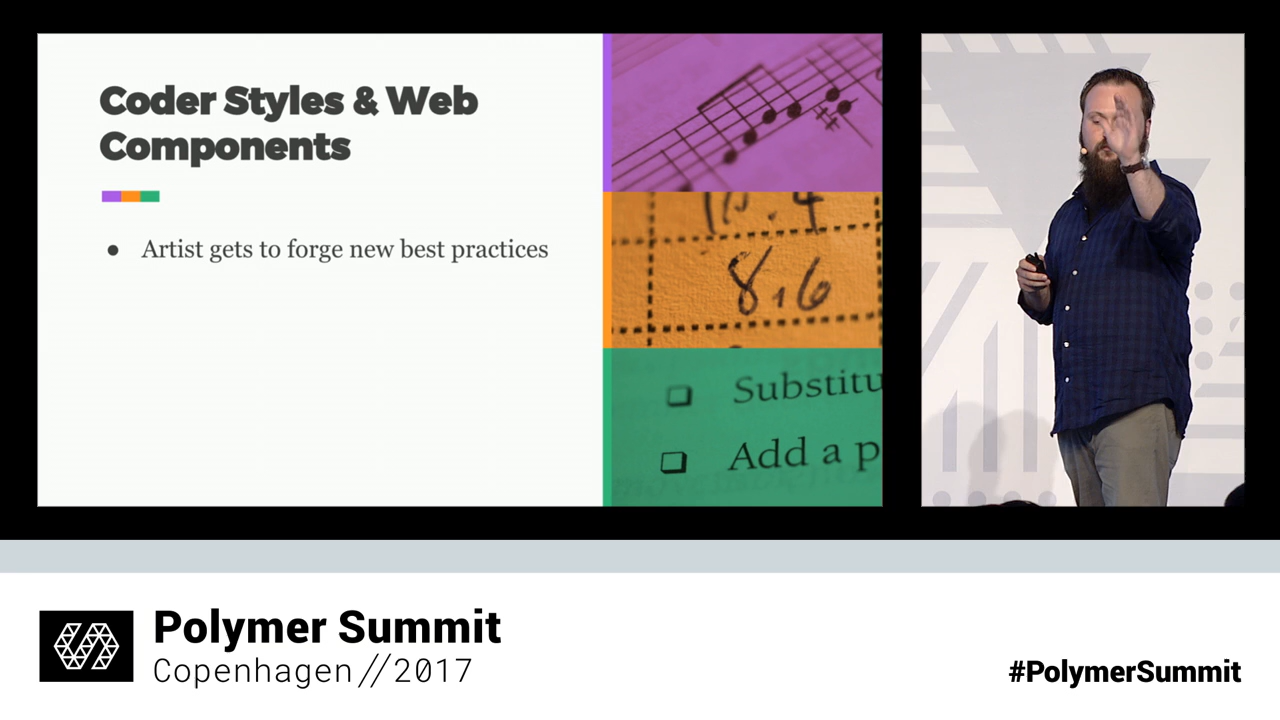 Coder Styles & Web
Components
● Artist gets to forge new best practices
8,6
Substitu
Add a p
Polymer Summit
Copenhagen//2017
#PolymerSummit